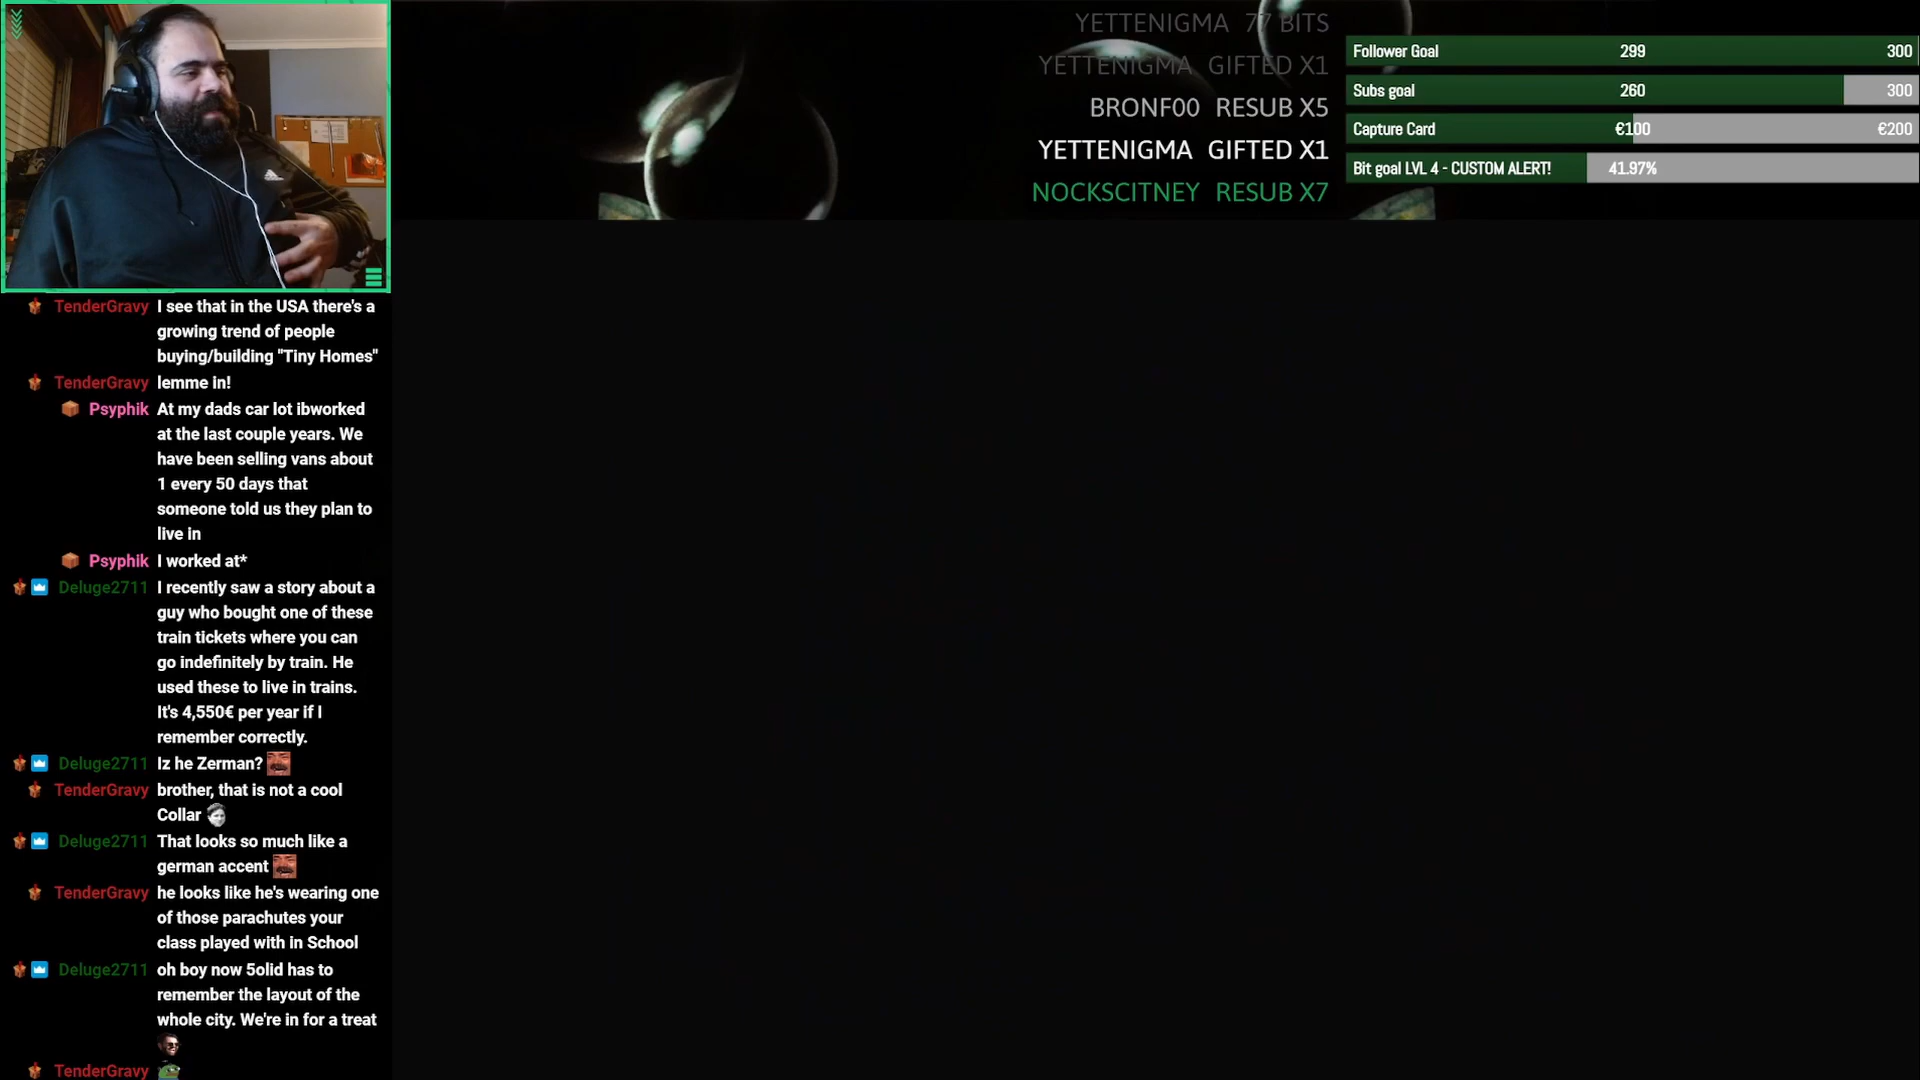 YETTENIGMA 77 BITS
YETTENIGMA GIFTED X1
BRONF00 RESUB X5
YETTENIGMA GIFTED X1
NOCKSCITNEY RESUB X7
Follower Goal 299 300
Subs goal 260 300
Capture Card €100 €200
Bit goal LVL 4 - CUSTOM ALERT! 41.97%
TenderGravy I see that in the USA there's a
growing trend of people
buying/building "Tiny Homes"
TenderGravy lemme in!
Psyphik At my dads car lot ibworked
at the last couple years. We
have been selling vans about
1 every 50 days that
someone told us they plan to
live in
Psyphik I worked at*
Deluge2711 I recently saw a story about a
guy who bought one of these
train tickets where you can
go indefinitely by train. He
used these to live in trains.
It's 4,550€ per year if I
remember correctly.
Deluge2711 Iz he Zerman?
TenderGravy brother, that is not a cool
Collar
Deluge2711 That looks so much like a
german accent
TenderGravy he looks like he's wearing one
of those parachutes your
class played with in School
Deluge2711 oh boy now 5olid has to
remember the layout of the
whole city. We're in for a treat
TenderGravy